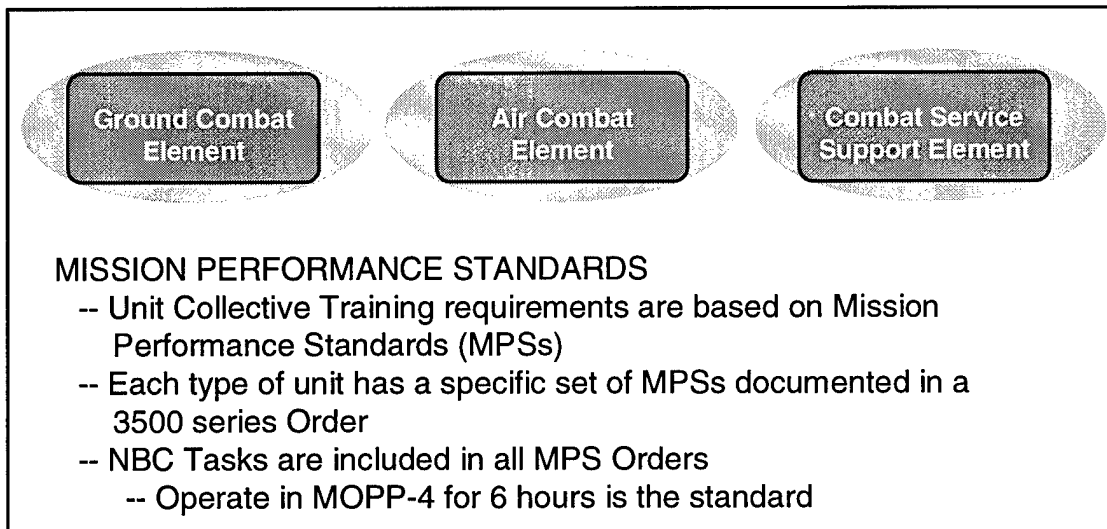 Ground Combat
Element
Air Combat
Element
Combat Service
Support Element
MISSION PERFORMANCE STANDARDS
-- Unit Collective Training requirements are based on Mission
Performance Standards (MPSs)
-- Each type of unit has a specific set of MPSs documented in a
3500 series Order
-- NBC Tasks are included in all MPS Orders
-- Operate in MOPP-4 for 6 hours is the standard